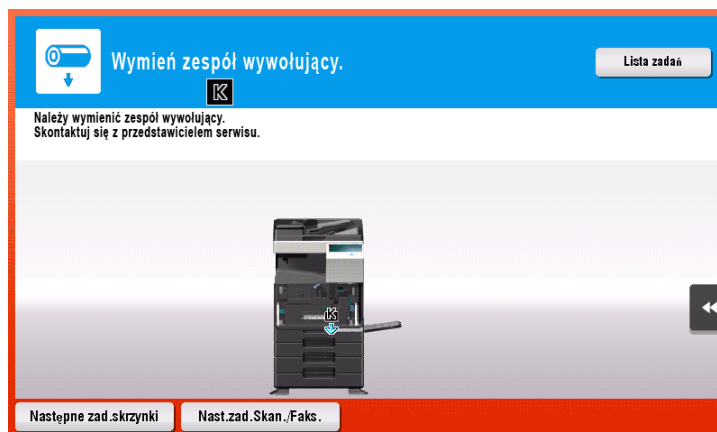 Wymień zespół wywołujący.
Lista zadań
K
Należy wymienić zespół wywołujący.
Skontaktuj się z przedstawicielem serwisu.
K
Następne zad.skrzynki
Nast.zad.Skan./Faks.